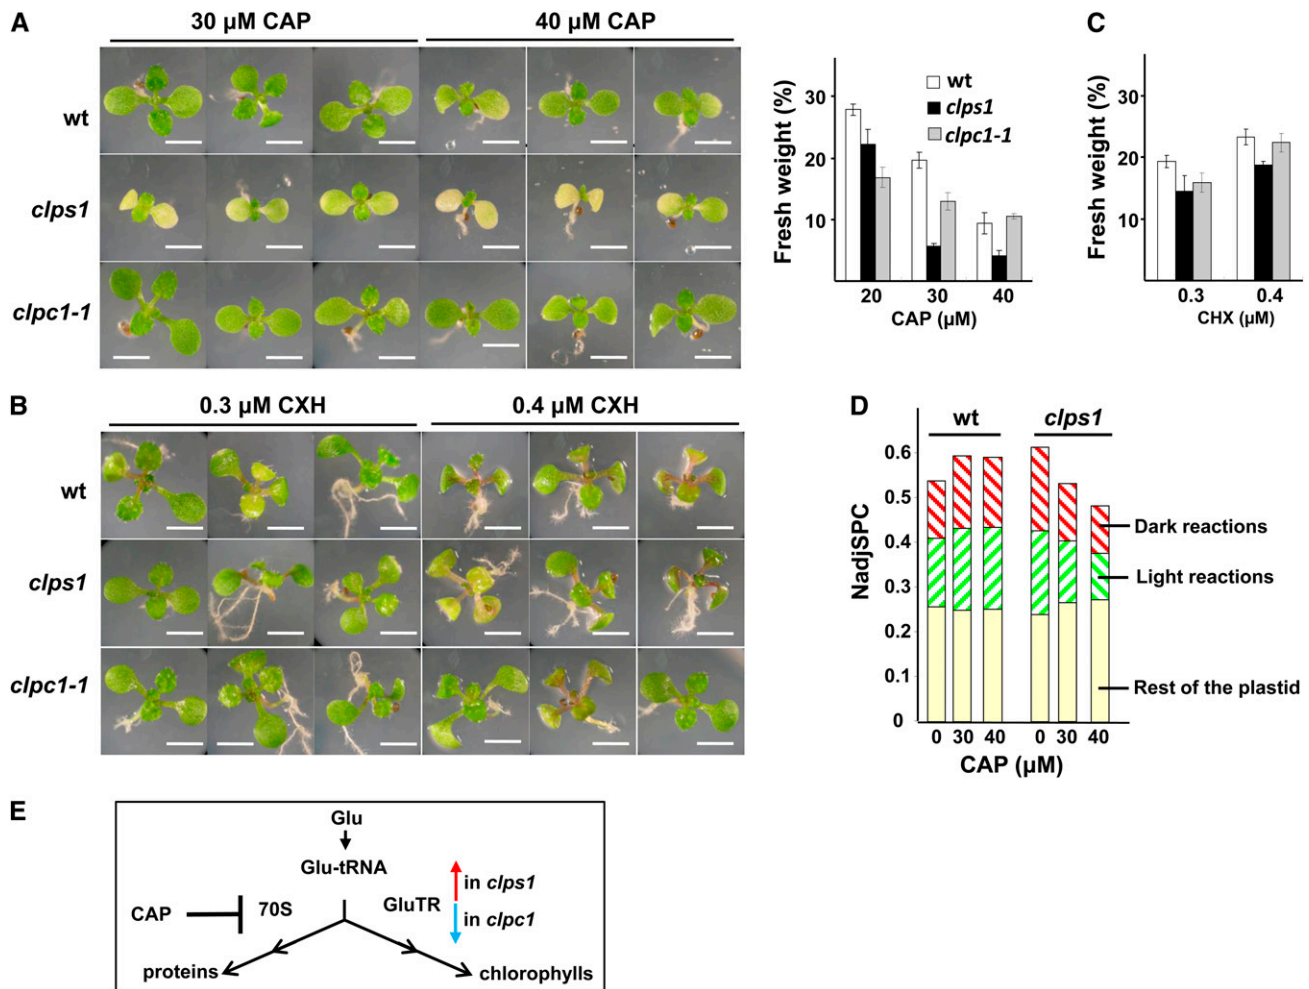 A
30 µM CAP
40 µM CAP
wt
clps1
clpc1-1
Fresh weight (%)
30
20
10
wt
clps1
clpc1-1
20
30
40
CAP (µM)
C
Fresh weight (%)
30
20
10
0.3
0.4
CHX (µM)
B
0.3 µM CXH
0.4 µM CXH
wt
clps1
clpc1-1
D
wt
clps1
NadjSPC
0.6
0.5
0.4
0.3
0.2
0.1
0
Dark reactions
Light reactions
Rest of the plastid
0 30 40
0 30 40
CAP (µM)
E
Glu
Glu-tRNA
CAP
70S
GluTR
in clps1
in clpc1
proteins
chlorophylls